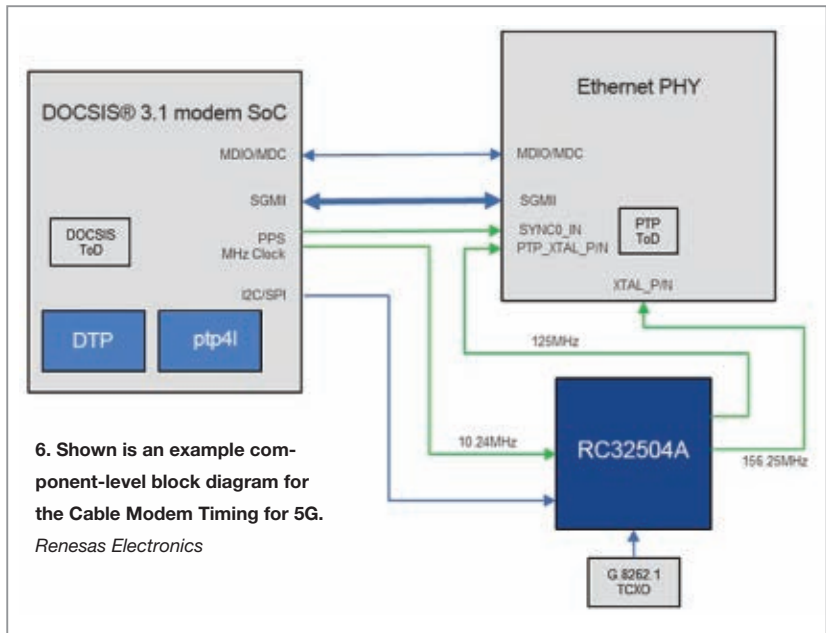 DOCSIS® 3.1 modem SoC
MDIO/MDC
SGMII
DOCSIS
ToD
PPS
MHz Clock
I2C/SPI
DTP
ptp4l
Ethernet PHY
MDIO/MDC
SGMII
SYNC0_IN
PTP_XTAL_P/N
PTP
ToD
XTAL_P/N
125MHz
10.24MHz
RC32504A
156.25MHz
G.8262.1
TCXO
6. Shown is an example com-
ponent-level block diagram for
the Cable Modem Timing for 5G.
Renesas Electronics